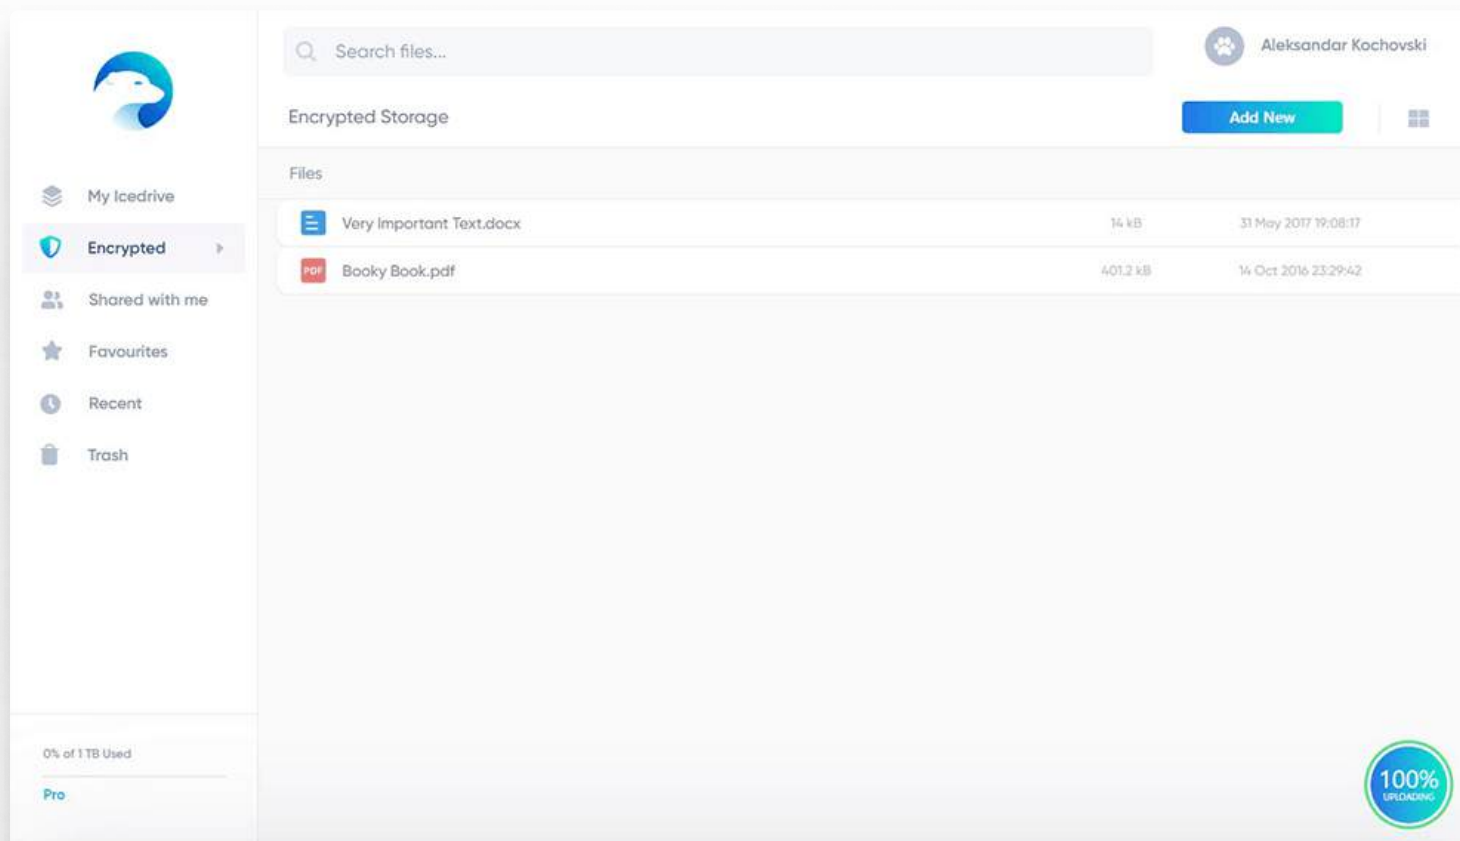 Search files...
Aleksandar Kochovski
Encrypted Storage
Add New
Files
My Icedrive
Encrypted
Shared with me
Favourites
Recent
Trash
Very Important Text.docx 14 kB 31 May 2017 19:08:17
PDF Booky Book.pdf 401.2 kB 14 Oct 2016 23:29:42
0% of 1 TB Used
Pro
100%
UPLOADING